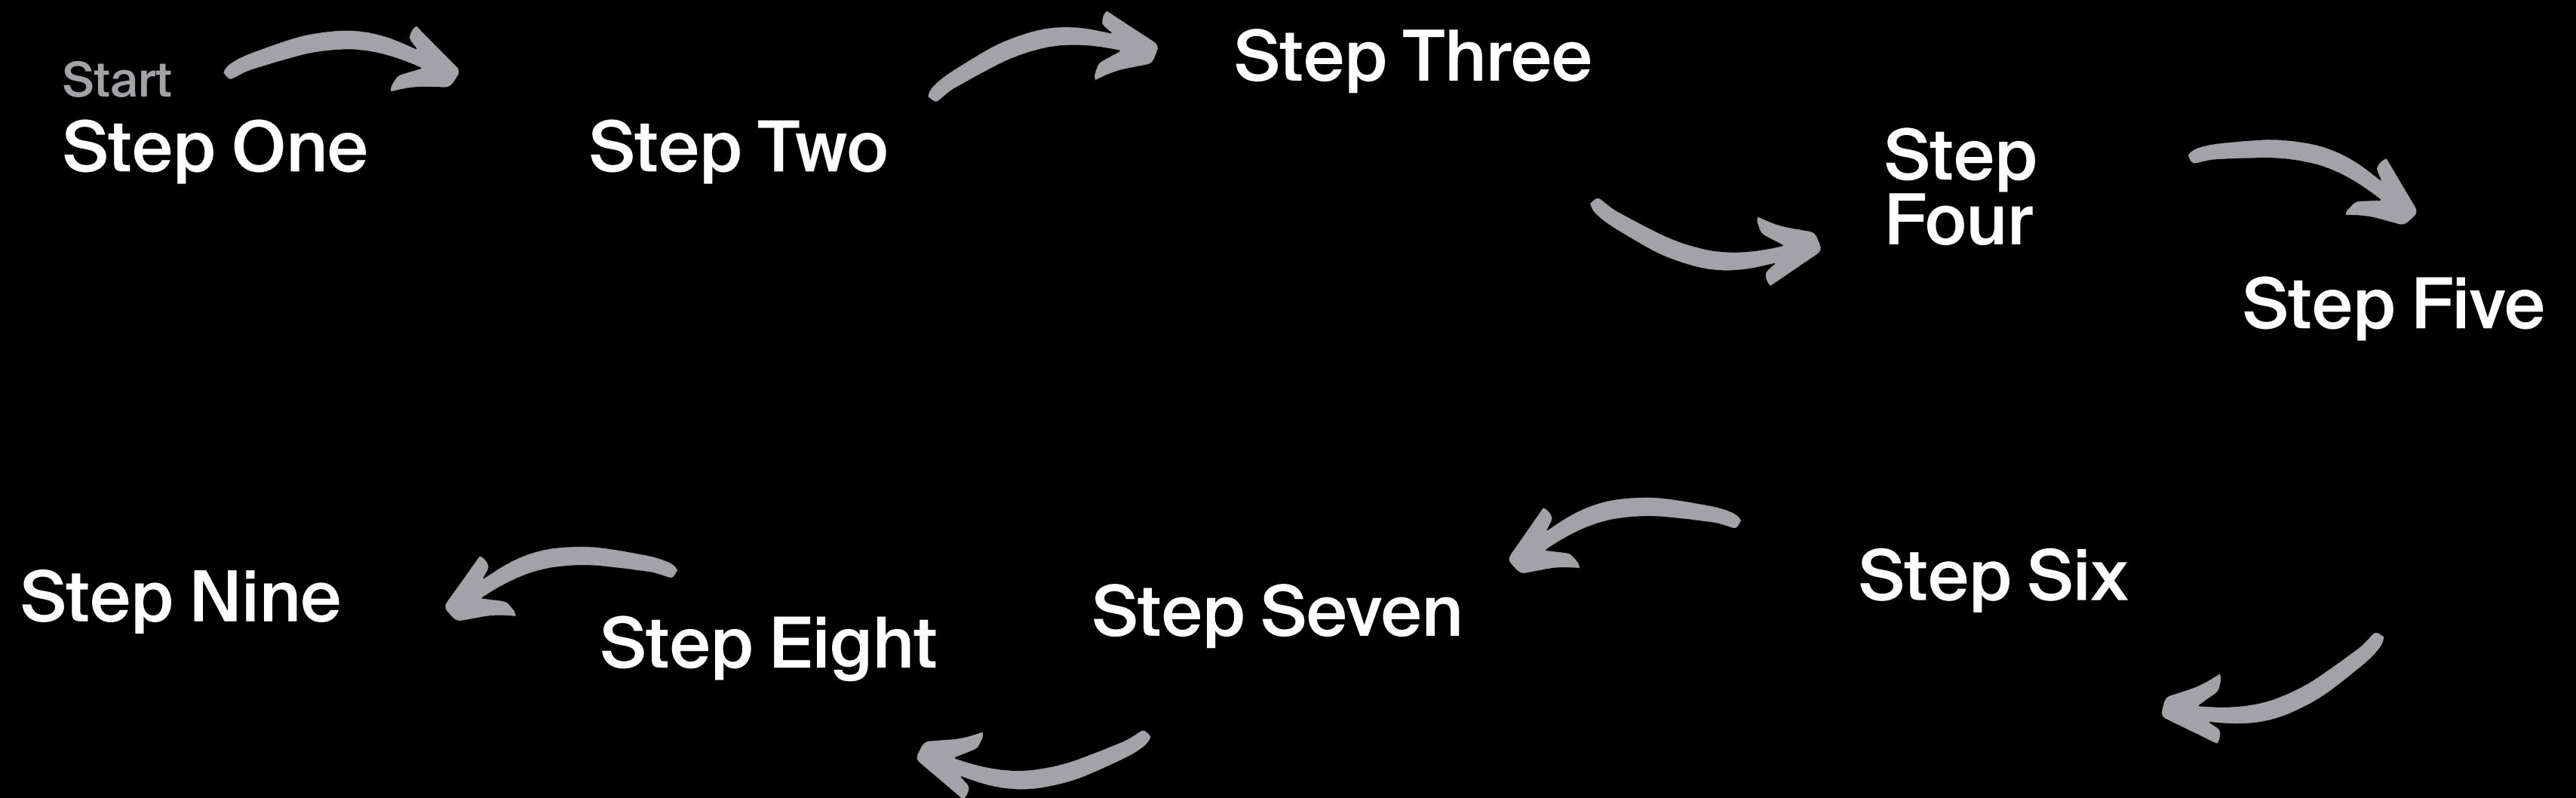 Start
Step One
Step Two
Step Three
Step
Four
Step Five
Step Six
Step Seven
Step Eight
Step Nine